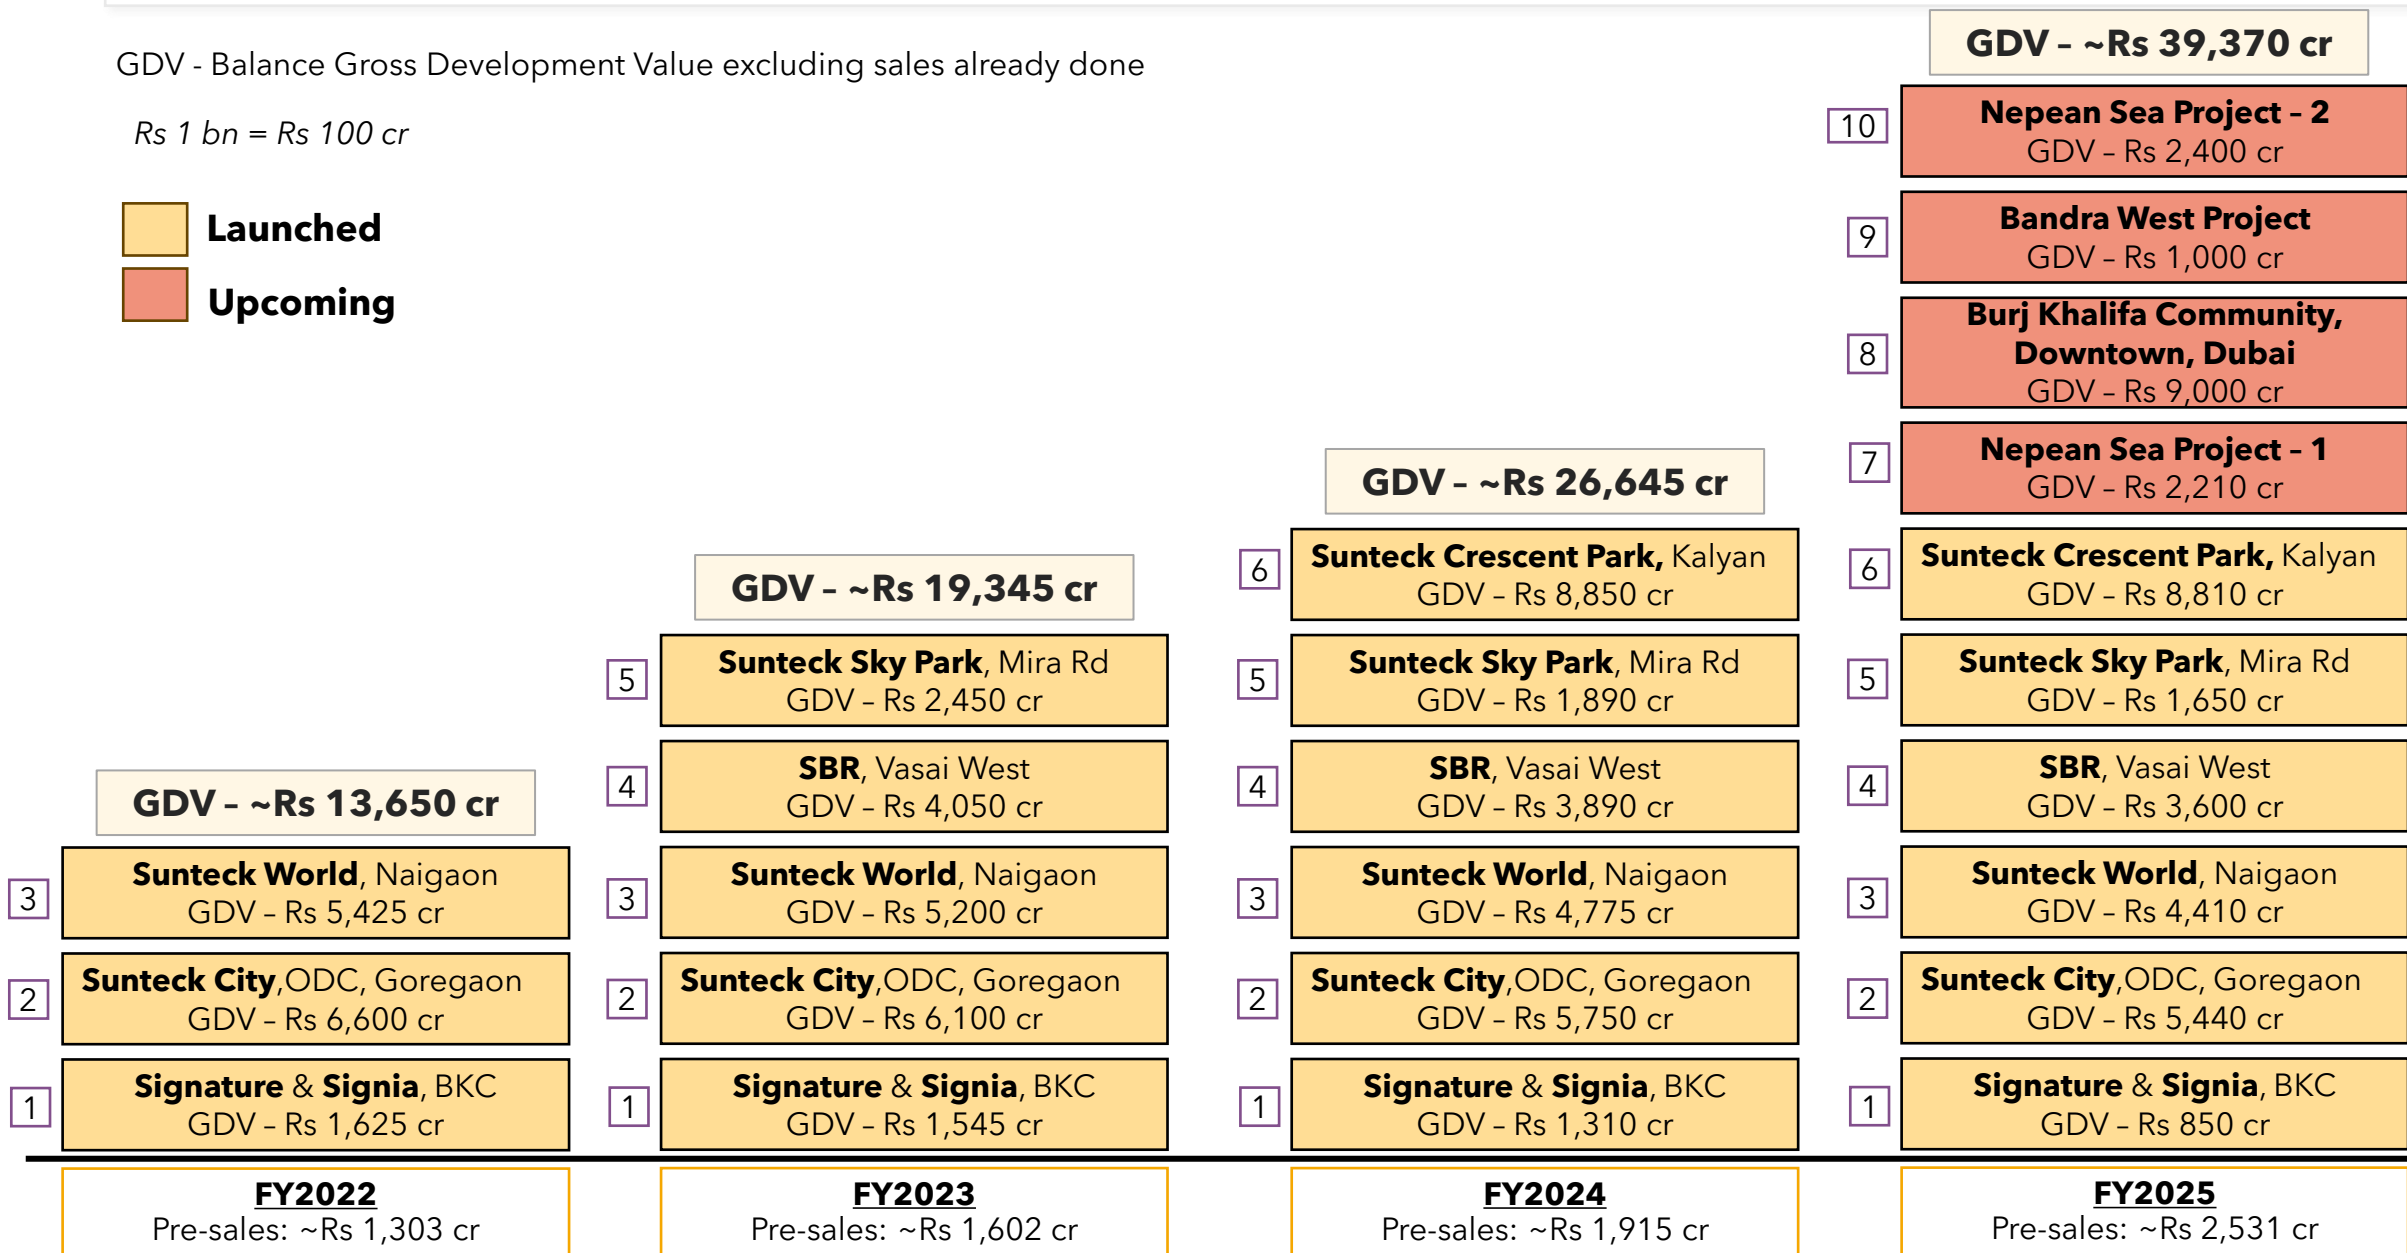 GDV - Balance Gross Development Value excluding sales already done
Rs 1 bn = Rs 100 cr
Launched
Upcoming
GDV – ~Rs 13,650 cr
3
Sunteck World, Naigaon
GDV – Rs 5,425 cr
2
Sunteck City,ODC, Goregaon
GDV – Rs 6,600 cr
1
Signature & Signia, BKC
GDV – Rs 1,625 cr
FY2022
Pre-sales: ~Rs 1,303 cr
GDV – ~Rs 19,345 cr
5
Sunteck Sky Park, Mira Rd
GDV – Rs 2,450 cr
4
SBR, Vasai West
GDV – Rs 4,050 cr
3
Sunteck World, Naigaon
GDV – Rs 5,200 cr
2
Sunteck City,ODC, Goregaon
GDV – Rs 6,100 cr
1
Signature & Signia, BKC
GDV – Rs 1,545 cr
FY2023
Pre-sales: ~Rs 1,602 cr
GDV – ~Rs 26,645 cr
6
Sunteck Crescent Park, Kalyan
GDV – Rs 8,850 cr
5
Sunteck Sky Park, Mira Rd
GDV – Rs 1,890 cr
4
SBR, Vasai West
GDV – Rs 3,890 cr
3
Sunteck World, Naigaon
GDV – Rs 4,775 cr
2
Sunteck City,ODC, Goregaon
GDV – Rs 5,750 cr
1
Signature & Signia, BKC
GDV – Rs 1,310 cr
FY2024
Pre-sales: ~Rs 1,915 cr
GDV – ~Rs 39,370 cr
10
Nepean Sea Project – 2
GDV – Rs 2,400 cr
9
Bandra West Project
GDV – Rs 1,000 cr
8
Burj Khalifa Community,
Downtown, Dubai
GDV – Rs 9,000 cr
7
Nepean Sea Project – 1
GDV – Rs 2,210 cr
6
Sunteck Crescent Park, Kalyan
GDV – Rs 8,810 cr
5
Sunteck Sky Park, Mira Rd
GDV – Rs 1,650 cr
4
SBR, Vasai West
GDV – Rs 3,600 cr
3
Sunteck World, Naigaon
GDV – Rs 4,410 cr
2
Sunteck City,ODC, Goregaon
GDV – Rs 5,440 cr
1
Signature & Signia, BKC
GDV – Rs 850 cr
FY2025
Pre-sales: ~Rs 2,531 cr